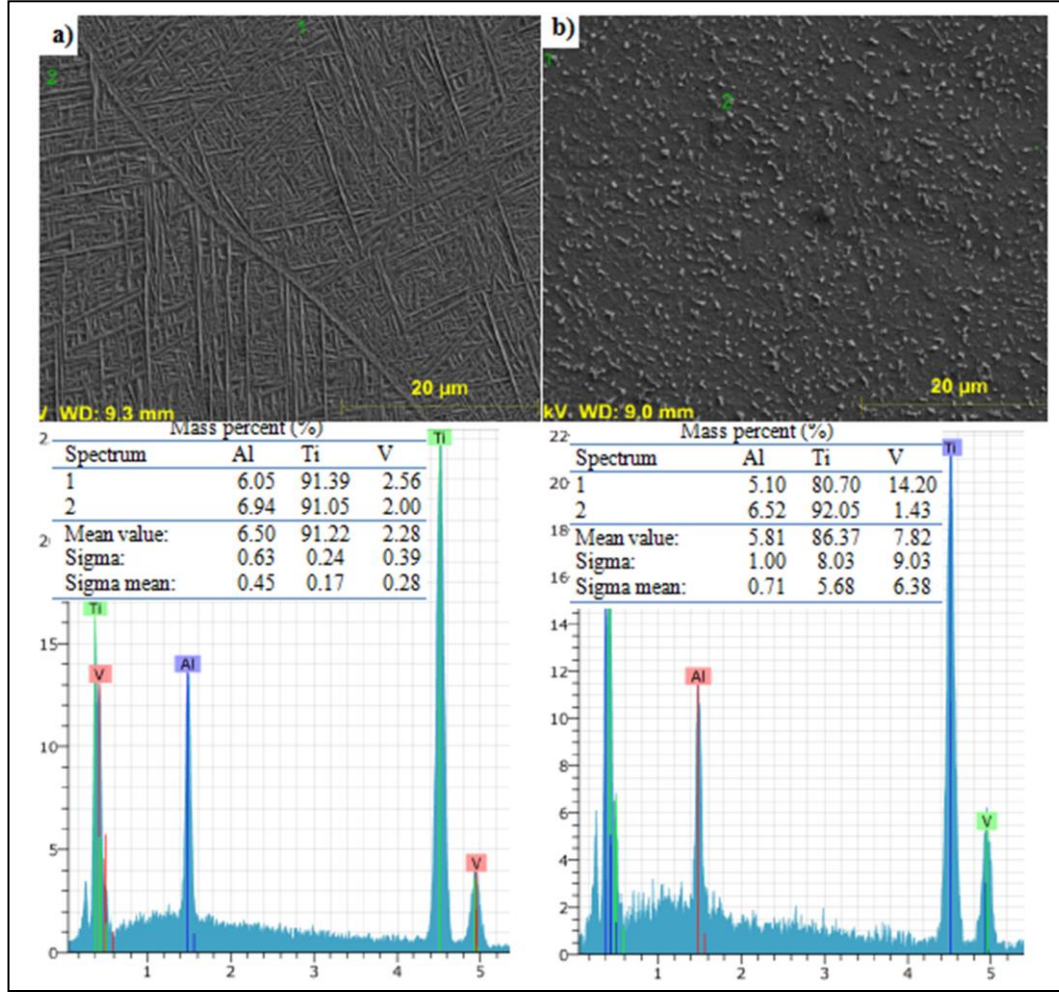 a)
1
2
20 µm
V WD: 9.3 mm
b)
1
2
20 µm
kV WD: 9.0 mm
Mass percent (%)
Spectrum Al Ti V
1 6.05 91.39 2.56
2 6.94 91.05 2.00
Mean value: 6.50 91.22 2.28
Sigma: 0.63 0.24 0.39
Sigma mean: 0.45 0.17 0.28
Ti
Ti
V
Al
V
15
10
5
0
1 2 3 4 5
Mass percent (%)
Spectrum Al Ti V
1 5.10 80.70 14.20
2 6.52 92.05 1.43
Mean value: 5.81 86.37 7.82
Sigma: 1.00 8.03 9.03
Sigma mean: 0.71 5.68 6.38
Ti
Al
V
22
20
18
16
14
12
10
8
6
4
2
0
1 2 3 4 5